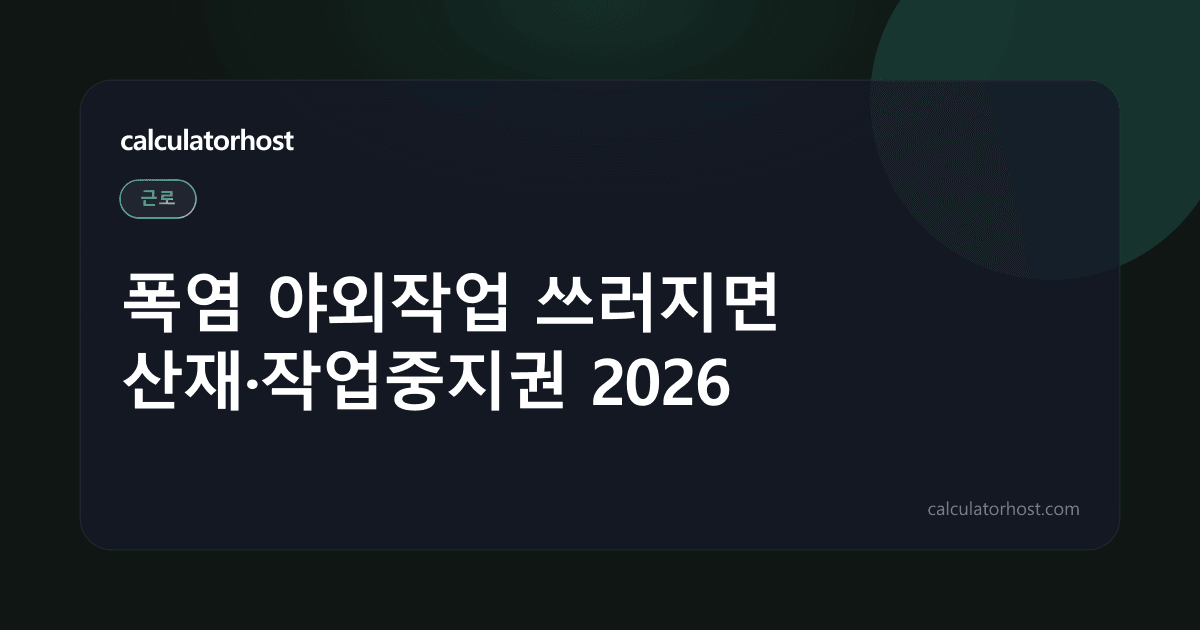 calculatorhost
근로
폭염 야외작업 쓰러지면
산재·작업중지권 2026
calculatorhost.com